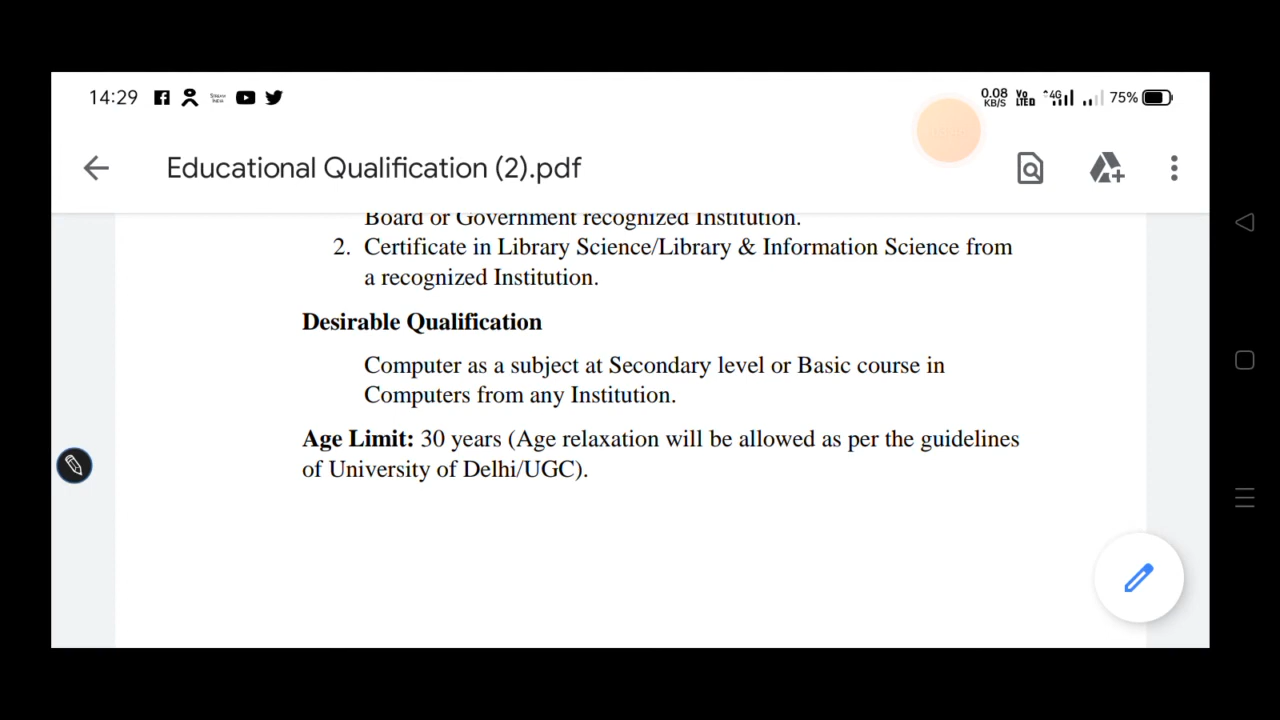 14:29
0.08
KB/S
Vo
LTED
4G
75%
Educational Qualification (2).pdf
Board or Government recognized Institution.
2. Certificate in Library Science/Library & Information Science from
a recognized Institution.
Desirable Qualification
Computer as a subject at Secondary level or Basic course in
Computers from any Institution.
Age Limit: 30 years (Age relaxation will be allowed as per the guidelines
of University of Delhi/UGC).